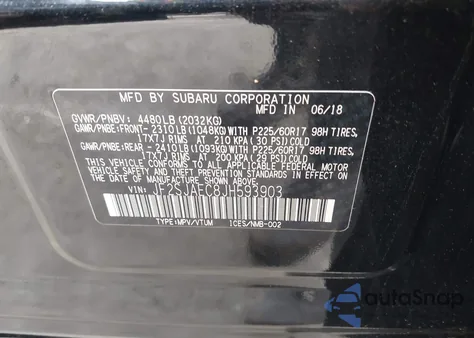 MFD BY SUBARU CORPORATION
MFD IN 06/18
GVWR/PNBV: 4480LB (2032KG)
GAWR/PNBE:FRONT- 2310LB(1048KG)WITH P225/60R17 98H TIRES,
17X7J RIMS AT 210 KPA (30 PSI) COLD
GAWR/PNBE:REAR - 2410LB(1093KG)WITH P225/60R17 98H TIRES,
17X7J RIMS AT 200 KPA (29 PSI) COLD
THIS VEHICLE CONFORMS TO ALL APPLICABLE FEDERAL MOTOR
VEHICLE SAFETY AND THEFT PREVENTION STANDARDS IN EFFECT ON THE
DATE OF MANUFACTURE SHOWN ABOVE.
VIN: JF2SJAEC8JH593903
TYPE:MPV/VTUM ICES/NMB-002
autoSnap
Powered by AutoSnap